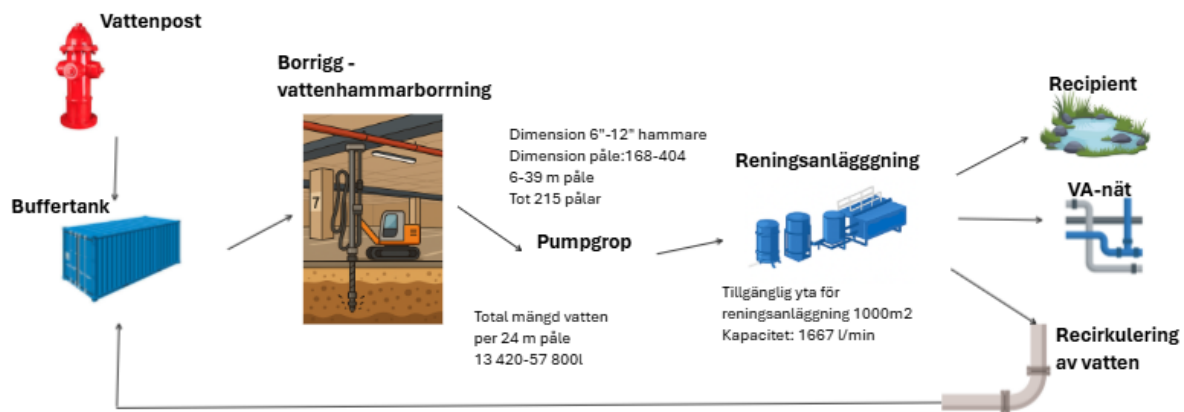 Vattenpost
Buffertank
Borrigg -
vattenhammarborrning
7
Dimension 6"-12" hammare
Dimension påle:168-404
6-39 m påle
Tot 215 pålar
Pumpgrop
Total mängd vatten
per 24 m påle
13 420-57 800l
Reningsanlägggning
Tillgänglig yta för
reningsanläggning 1000m2
Kapacitet: 1667 l/min
Recipient
VA-nät
Recirkulering
av vatten